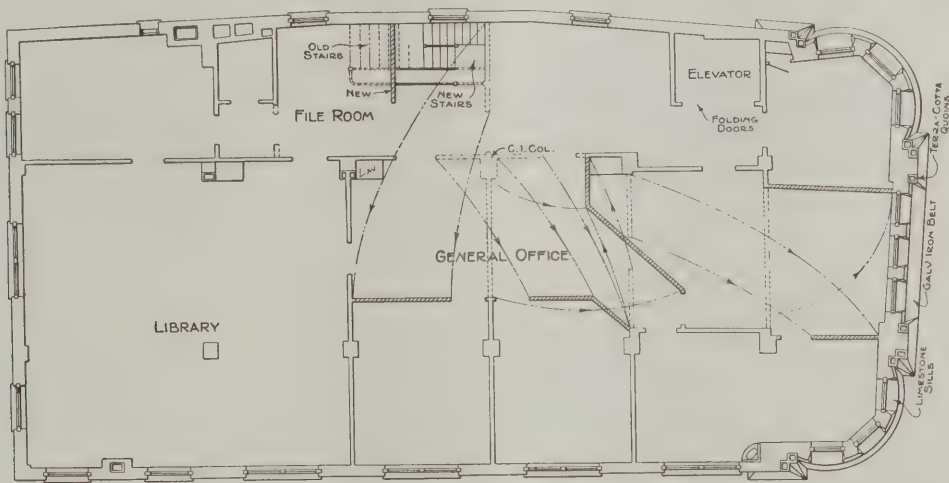 OLD
STAIRS
NEW
NEW
STAIRS
FILE ROOM
ELEVATOR
FOLDING
DOORS
TERRA-COTTA
QUOINS
C.I. COL.
LAV
GENERAL OFFICE
GALV IRON BELT
LIBRARY
LIMESTONE
SILLS